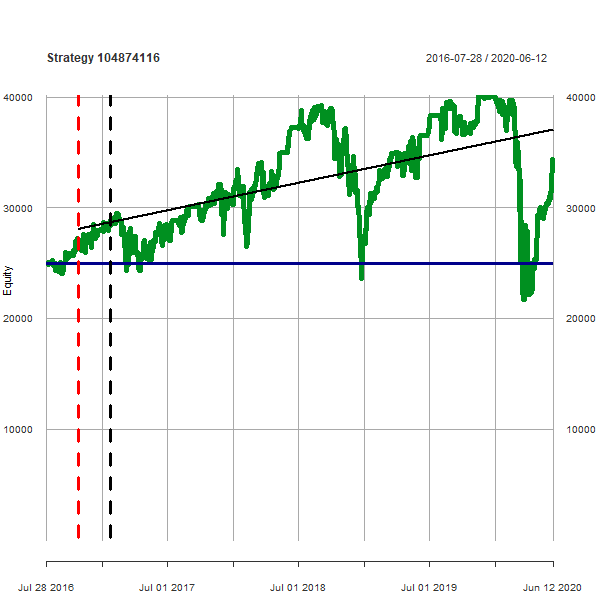 Strategy 104874116
2016-07-28 / 2020-06-12
40000
40000
30000
30000
Equity
20000
20000
10000
10000
Jul 28 2016
Jul 01 2017
Jul 01 2018
Jul 01 2019
Jun 12 2020